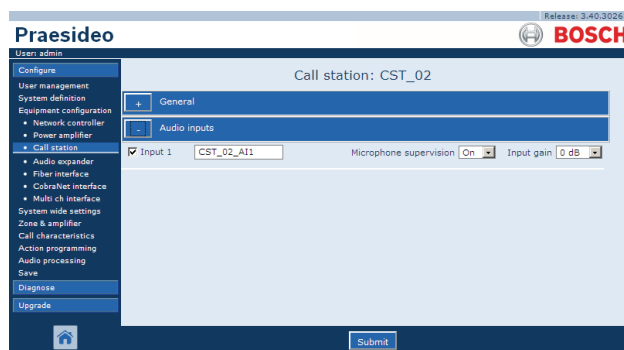 Release: 3.40.3026
Praesideo
BOSCH
User: admin
Configure
User management
System definition
Equipment configuration
• Network controller
• Power amplifier
• Call station
• Audio expander
• Fiber interface
• CobraNet interface
• Multi ch interface
System wide settings
Zone & amplifier
Call characteristics
Action programming
Audio processing
Save
Diagnose
Upgrade
Call station: CST_02
+ General
- Audio inputs
Input 1 CST_02_AI1 Microphone supervision On Input gain 0 dB
Submit